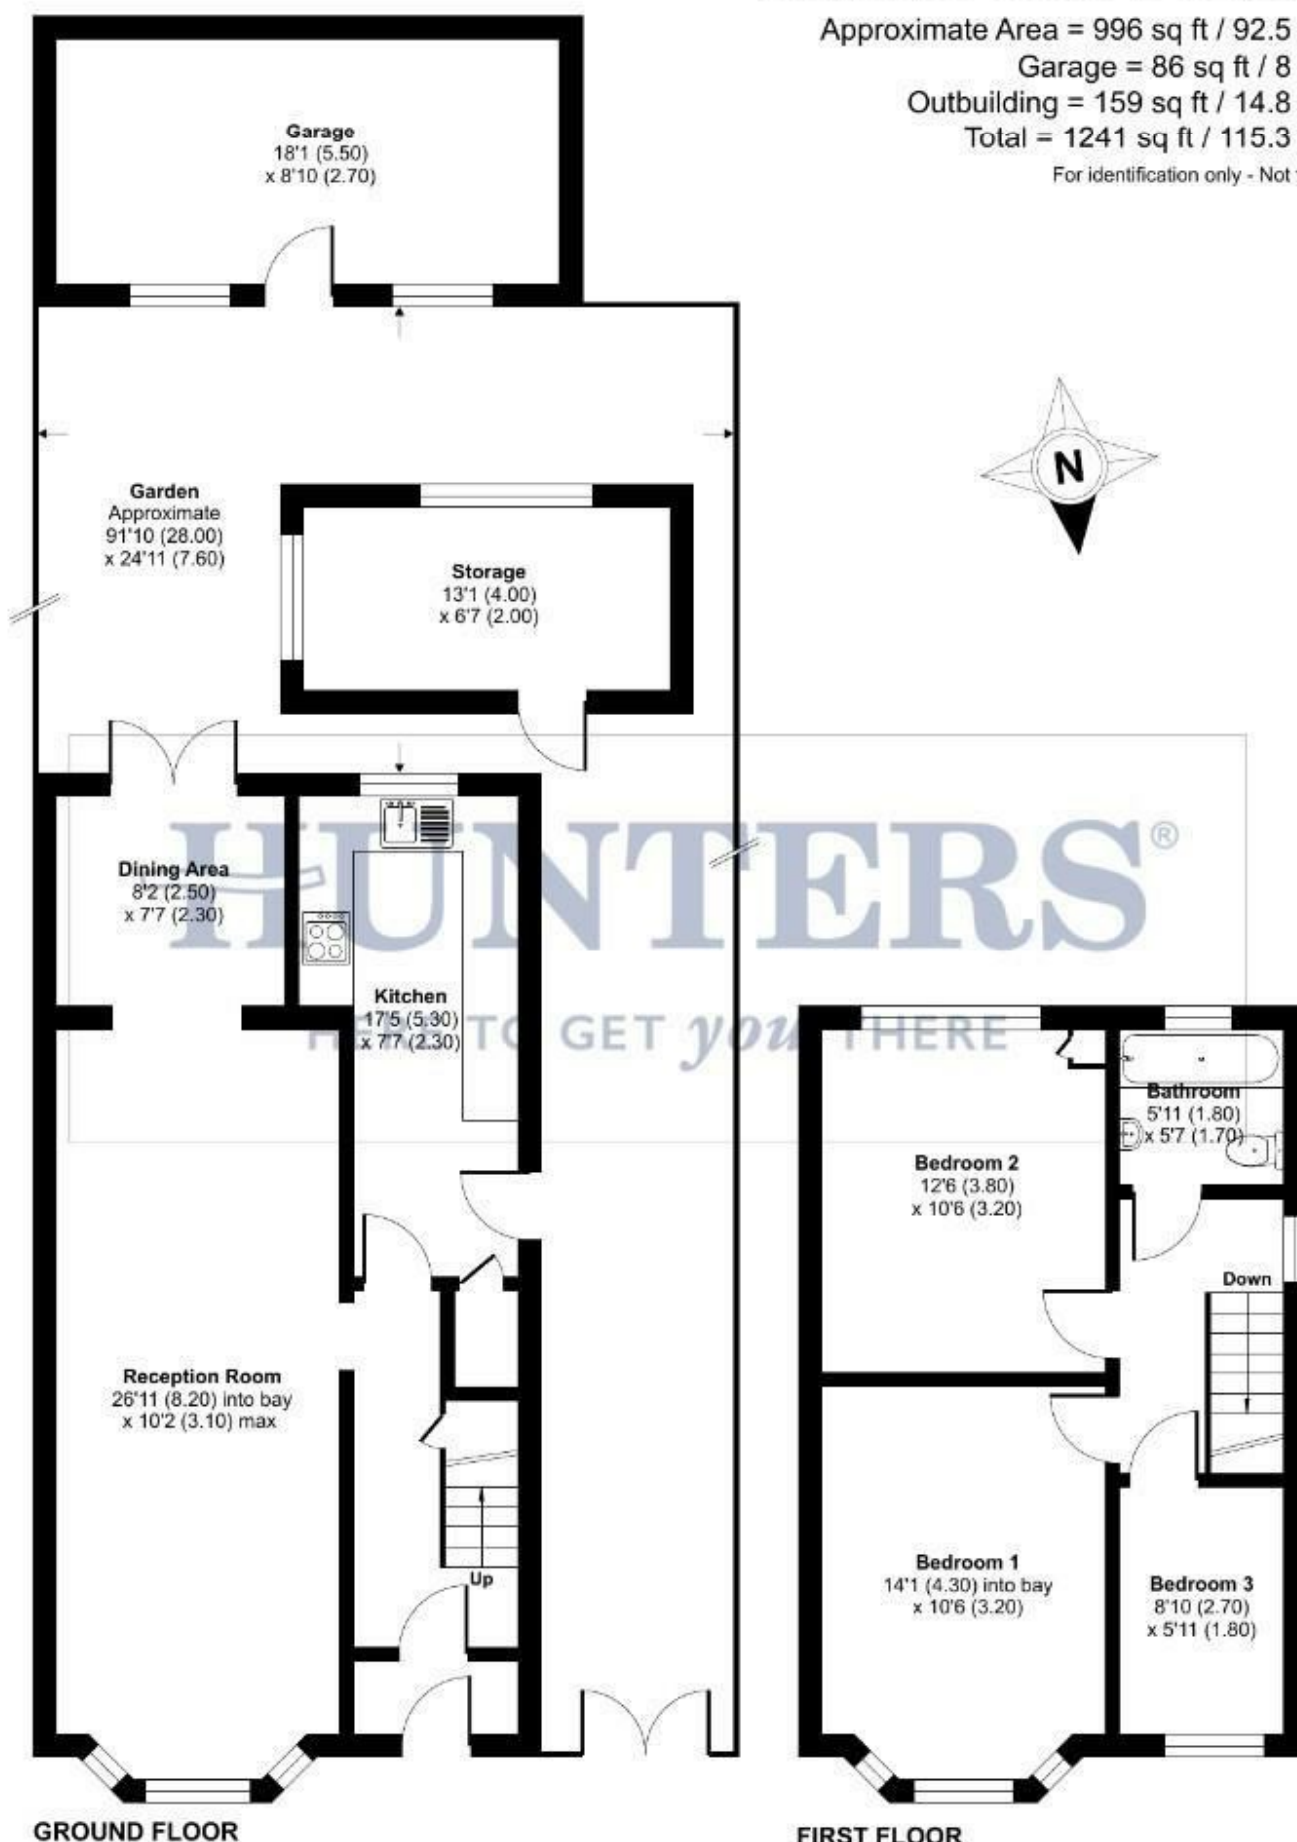 Approximate Area = 996 sq ft / 92.5
Garage = 86 sq ft / 8
Outbuilding = 159 sq ft / 14.8
Total = 1241 sq ft / 115.3
For identification only - Not
Garage
18'1 (5.50)
x 8'10 (2.70)
N
Garden
Approximate
91'10 (28.00)
x 24'11 (7.60)
Storage
13'1 (4.00)
x 6'7 (2.00)
HUNTERS®
HERE TO GET you THERE
Dining Area
8'2 (2.50)
x 7'7 (2.30)
Kitchen
17'5 (5.30)
x 7'7 (2.30)
Reception Room
26'11 (8.20) into bay
x 10'2 (3.10) max
Up
GROUND FLOOR
Bathroom
5'11 (1.80)
x 5'7 (1.70)
Bedroom 2
12'6 (3.80)
x 10'6 (3.20)
Down
Bedroom 1
14'1 (4.30) into bay
x 10'6 (3.20)
Bedroom 3
8'10 (2.70)
x 5'11 (1.80)
FIRST FLOOR